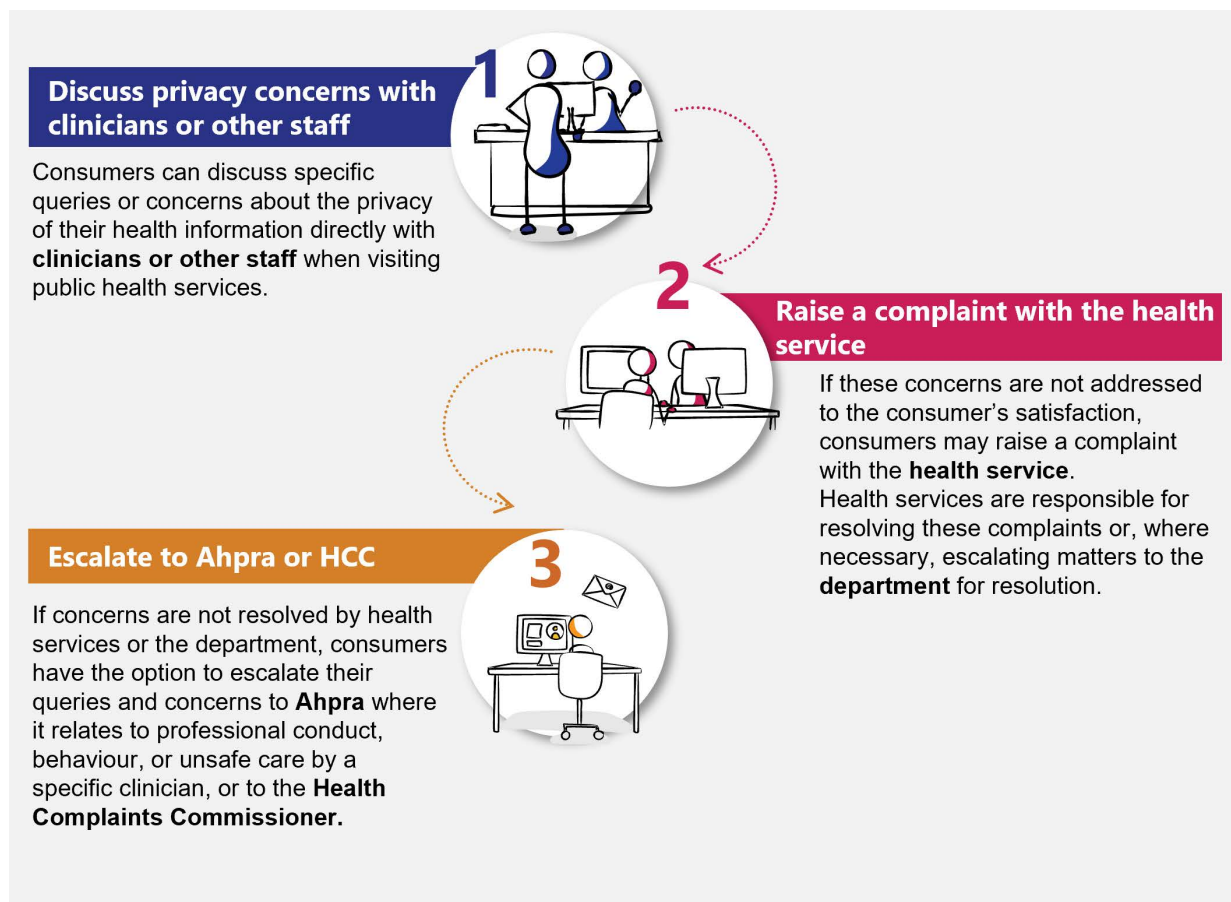 1
Discuss privacy concerns with
clinicians or other staff
Consumers can discuss specific
queries or concerns about the privacy
of their health information directly with
clinicians or other staff when visiting
public health services.
2
Raise a complaint with the health
service
If these concerns are not addressed
to the consumer’s satisfaction,
consumers may raise a complaint
with the health service.
Health services are responsible for
resolving these complaints or, where
necessary, escalating matters to the
department for resolution.
3
Escalate to Ahpra or HCC
If concerns are not resolved by health
services or the department, consumers
have the option to escalate their
queries and concerns to Ahpra where
it relates to professional conduct,
behaviour, or unsafe care by a
specific clinician, or to the Health
Complaints Commissioner.